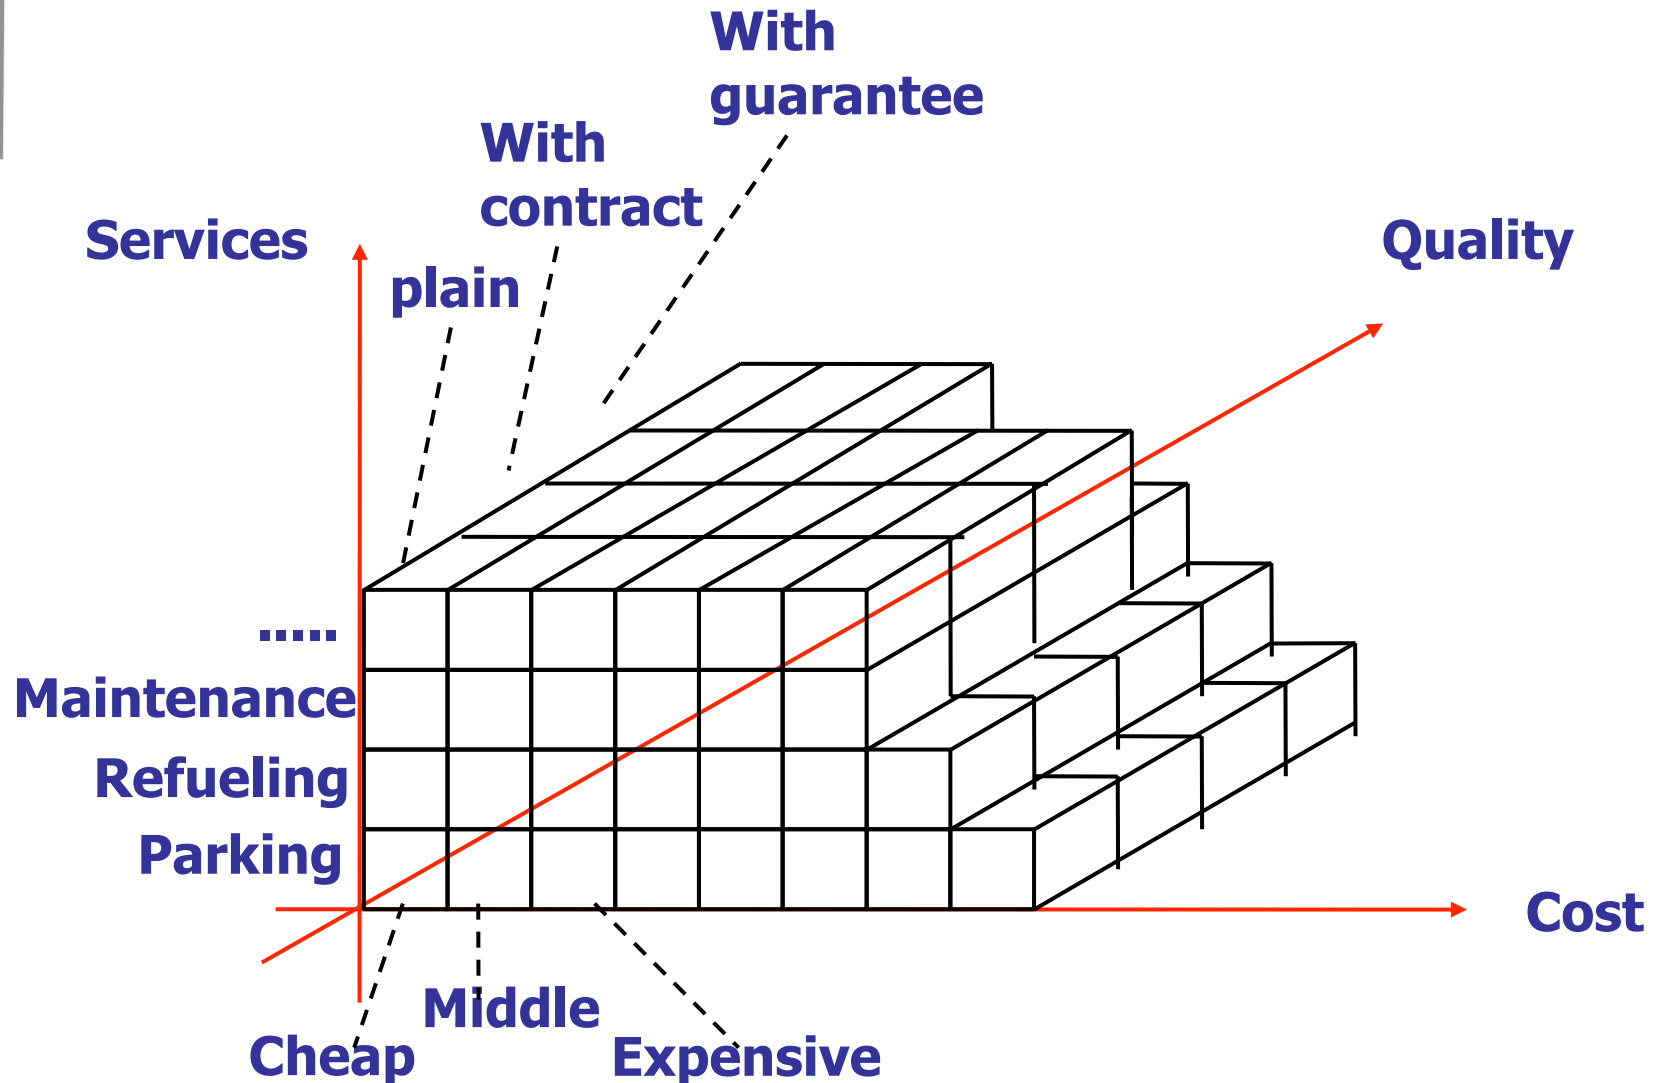 With
guarantee
With
contract
Services
Quality
plain
.....
Maintenance
Refueling
Parking
Cost
Middle
Cheap
Expensive